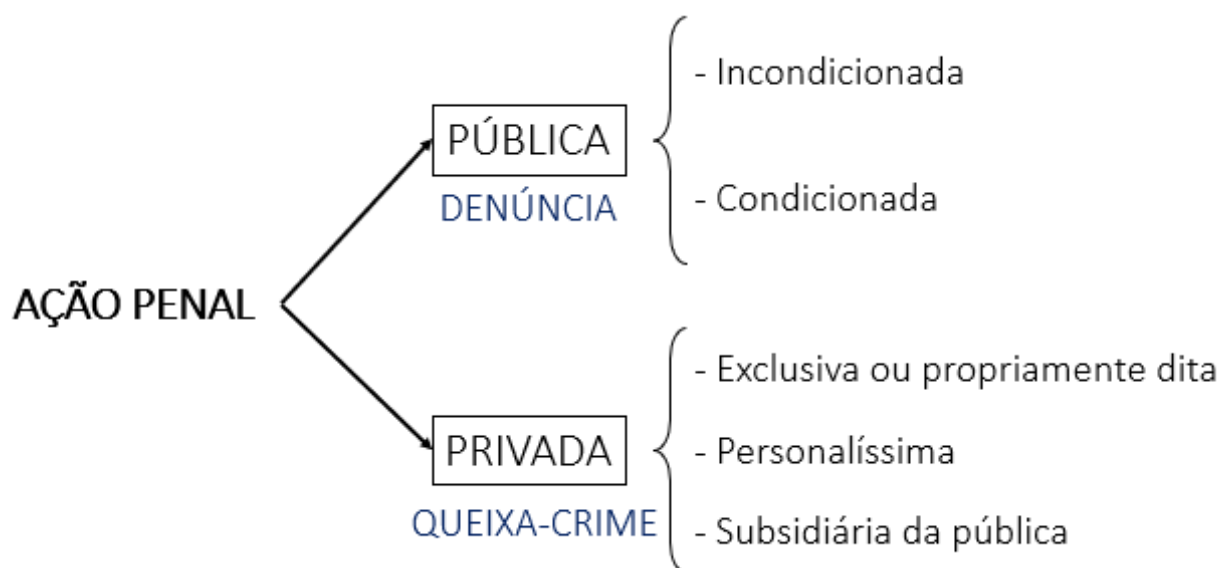 - Incondicionada
PÚBLICA
DENÚNCIA
- Condicionada
AÇÃO PENAL
- Exclusiva ou propriamente dita
PRIVADA
- Personalíssima
QUEIXA-CRIME
- Subsidiária da pública